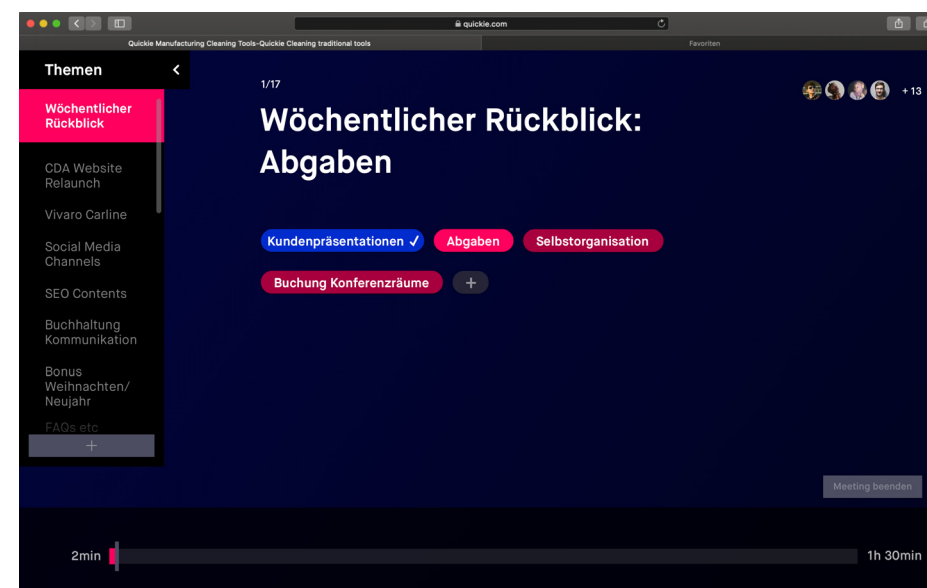 quickie.com
Quickie Manufacturing Cleaning Tools-Quickie Cleaning traditional tools
Favoriten
Themen
Wöchentlicher
Rückblick
CDA Website
Relaunch
Vivaro Carline
Social Media
Channels
SEO Contents
Buchhaltung
Kommunikation
Bonus
Weihnachten/
Neujahr
FAQs etc
+
1/17
+ 13
Wöchentlicher Rückblick:
Abgaben
Kundenpräsentationen ✓ Abgaben Selbstorganisation
Buchung Konferenzräume +
Meeting beenden
2min 1h 30min